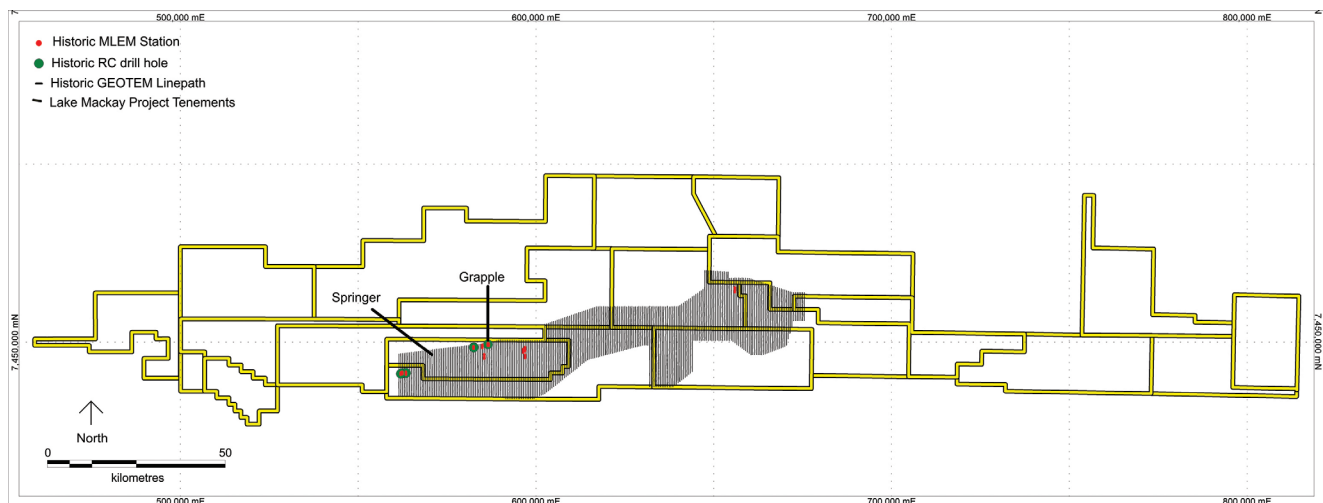 500,000 mE
600,000 mE
700,000 mE
800,000 mE
Historic MLEM Station
Historic RC drill hole
Historic GEOTEM Linepath
Lake Mackay Project Tenements
Grapple
Springer
7,450,000 mN
7,450,000 mN
North
0 50
kilometres
500,000 mE
600,000 mE
700,000 mE
800,000 mE